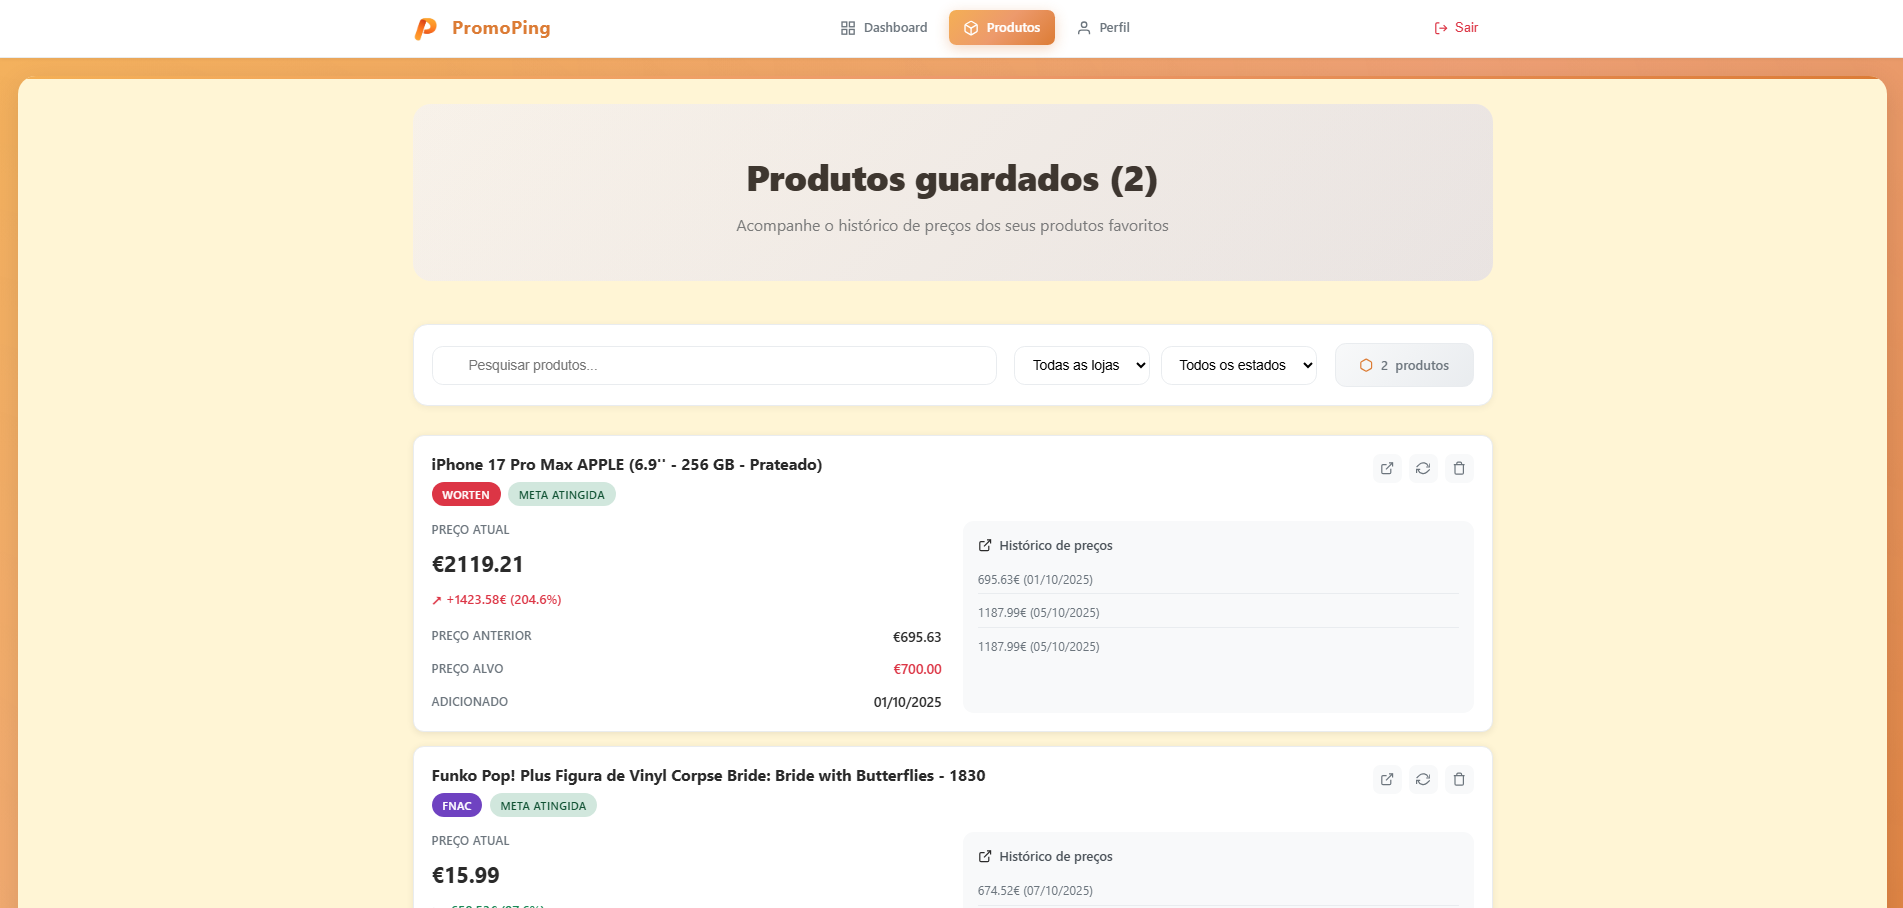 PromoPing
Dashboard
Produtos
Perfil
Sair
Produtos guardados (2)
Acompanhe o histórico de preços dos seus produtos favoritos
Pesquisar produtos...
Todas as lojas
Todos os estados
2 produtos
iPhone 17 Pro Max APPLE (6.9'' - 256 GB - Prateado)
WORTEN
META ATINGIDA
PREÇO ATUAL
€2119.21
↗ +1423.58€ (204.6%)
PREÇO ANTERIOR
€695.63
PREÇO ALVO
€700.00
ADICIONADO
01/10/2025
Histórico de preços
695.63€ (01/10/2025)
1187.99€ (05/10/2025)
1187.99€ (05/10/2025)
Funko Pop! Plus Figura de Vinyl Corpse Bride: Bride with Butterflies - 1830
FNAC
META ATINGIDA
PREÇO ATUAL
€15.99
Histórico de preços
674.52€ (07/10/2025)